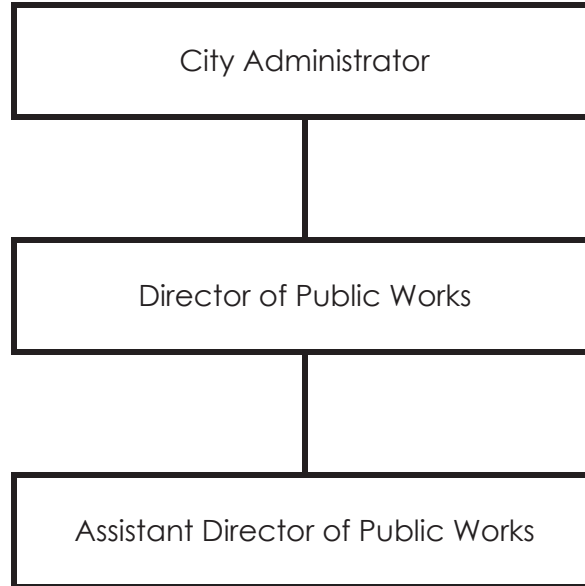 City Administrator
Director of Public Works
Assistant Director of Public Works